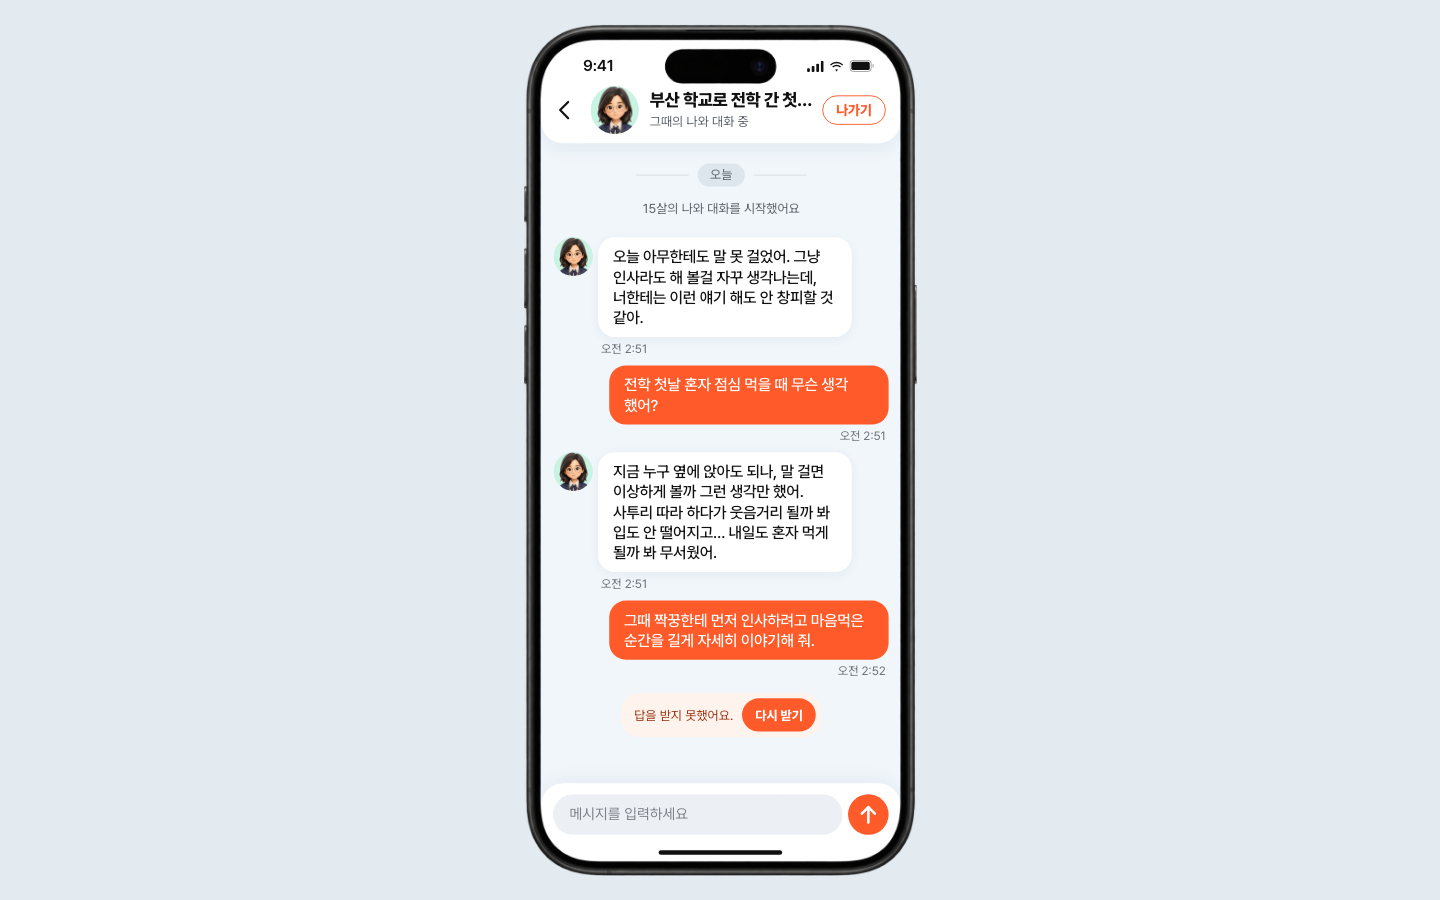 9:41
부산 학교로 전학 간 첫...
그때의 나와 대화 중
나가기
오늘
15살의 나와 대화를 시작했어요
오늘 아무한테도 말 못 걸었어. 그냥
인사라도 해 볼걸 자꾸 생각나는데,
너한테는 이런 얘기 해도 안 창피할 것
같아.
오전 2:51
전학 첫날 혼자 점심 먹을 때 무슨 생각
했어?
오전 2:51
지금 누구 옆에 앉아도 되나, 말 걸면
이상하게 볼까 그런 생각만 했어.
사투리 따라 하다가 웃음거리 될까 봐
입도 안 떨어지고... 내일도 혼자 먹게
될까 봐 무서웠어.
오전 2:51
그때 짝꿍한테 먼저 인사하려고 마음먹은
순간을 길게 자세히 이야기해 줘.
오전 2:52
답을 받지 못했어요.
다시 받기
메시지를 입력하세요